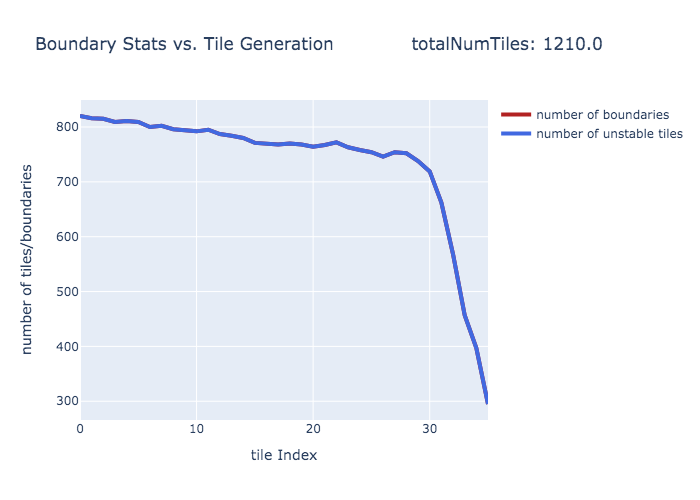 Boundary Stats vs. Tile Generation totalNumTiles: 1210.0
number of boundaries
number of unstable tiles
number of tiles/boundaries
800
700
600
500
400
300
0 10 20 30
tile Index